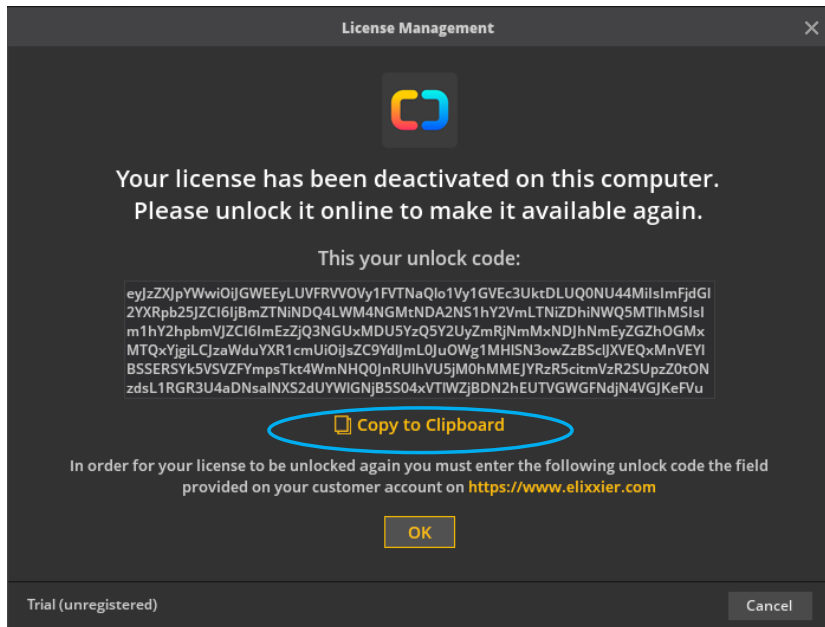 License Management
Your license has been deactivated on this computer.
Please unlock it online to make it available again.
This your unlock code:
eyJzZXJpYWwiOiJGWEEyLUVFRVVOVy1FVTNaQlo1Vy1GVEc3UktDLUQ0NU44MiIsImFjdGl
2YXRpb25JZCI6IjBmZTNiNDQ4LWM4NGMtNDA2NS1hY2VmLTNiZDhiNWQ5MTlhMSIsI
m1hY2hpbmVJZCI6ImEzZjQ3NGUxMDU5YzQ5Y2UyZmRjNmMxNDJhNmEyZGZhOGMx
MTQxYjgiLCJzaWduYXR1cmUiOiJsZC9YdlJmL0JuOWg1MHlSN3owZzBSclJXVEQxMnVEYl
Copy to Clipboard
In order for your license to be unlocked again you must enter the following unlock code the field
provided on your customer account on https://www.elixxier.com
OK
Trial (unregistered)
Cancel